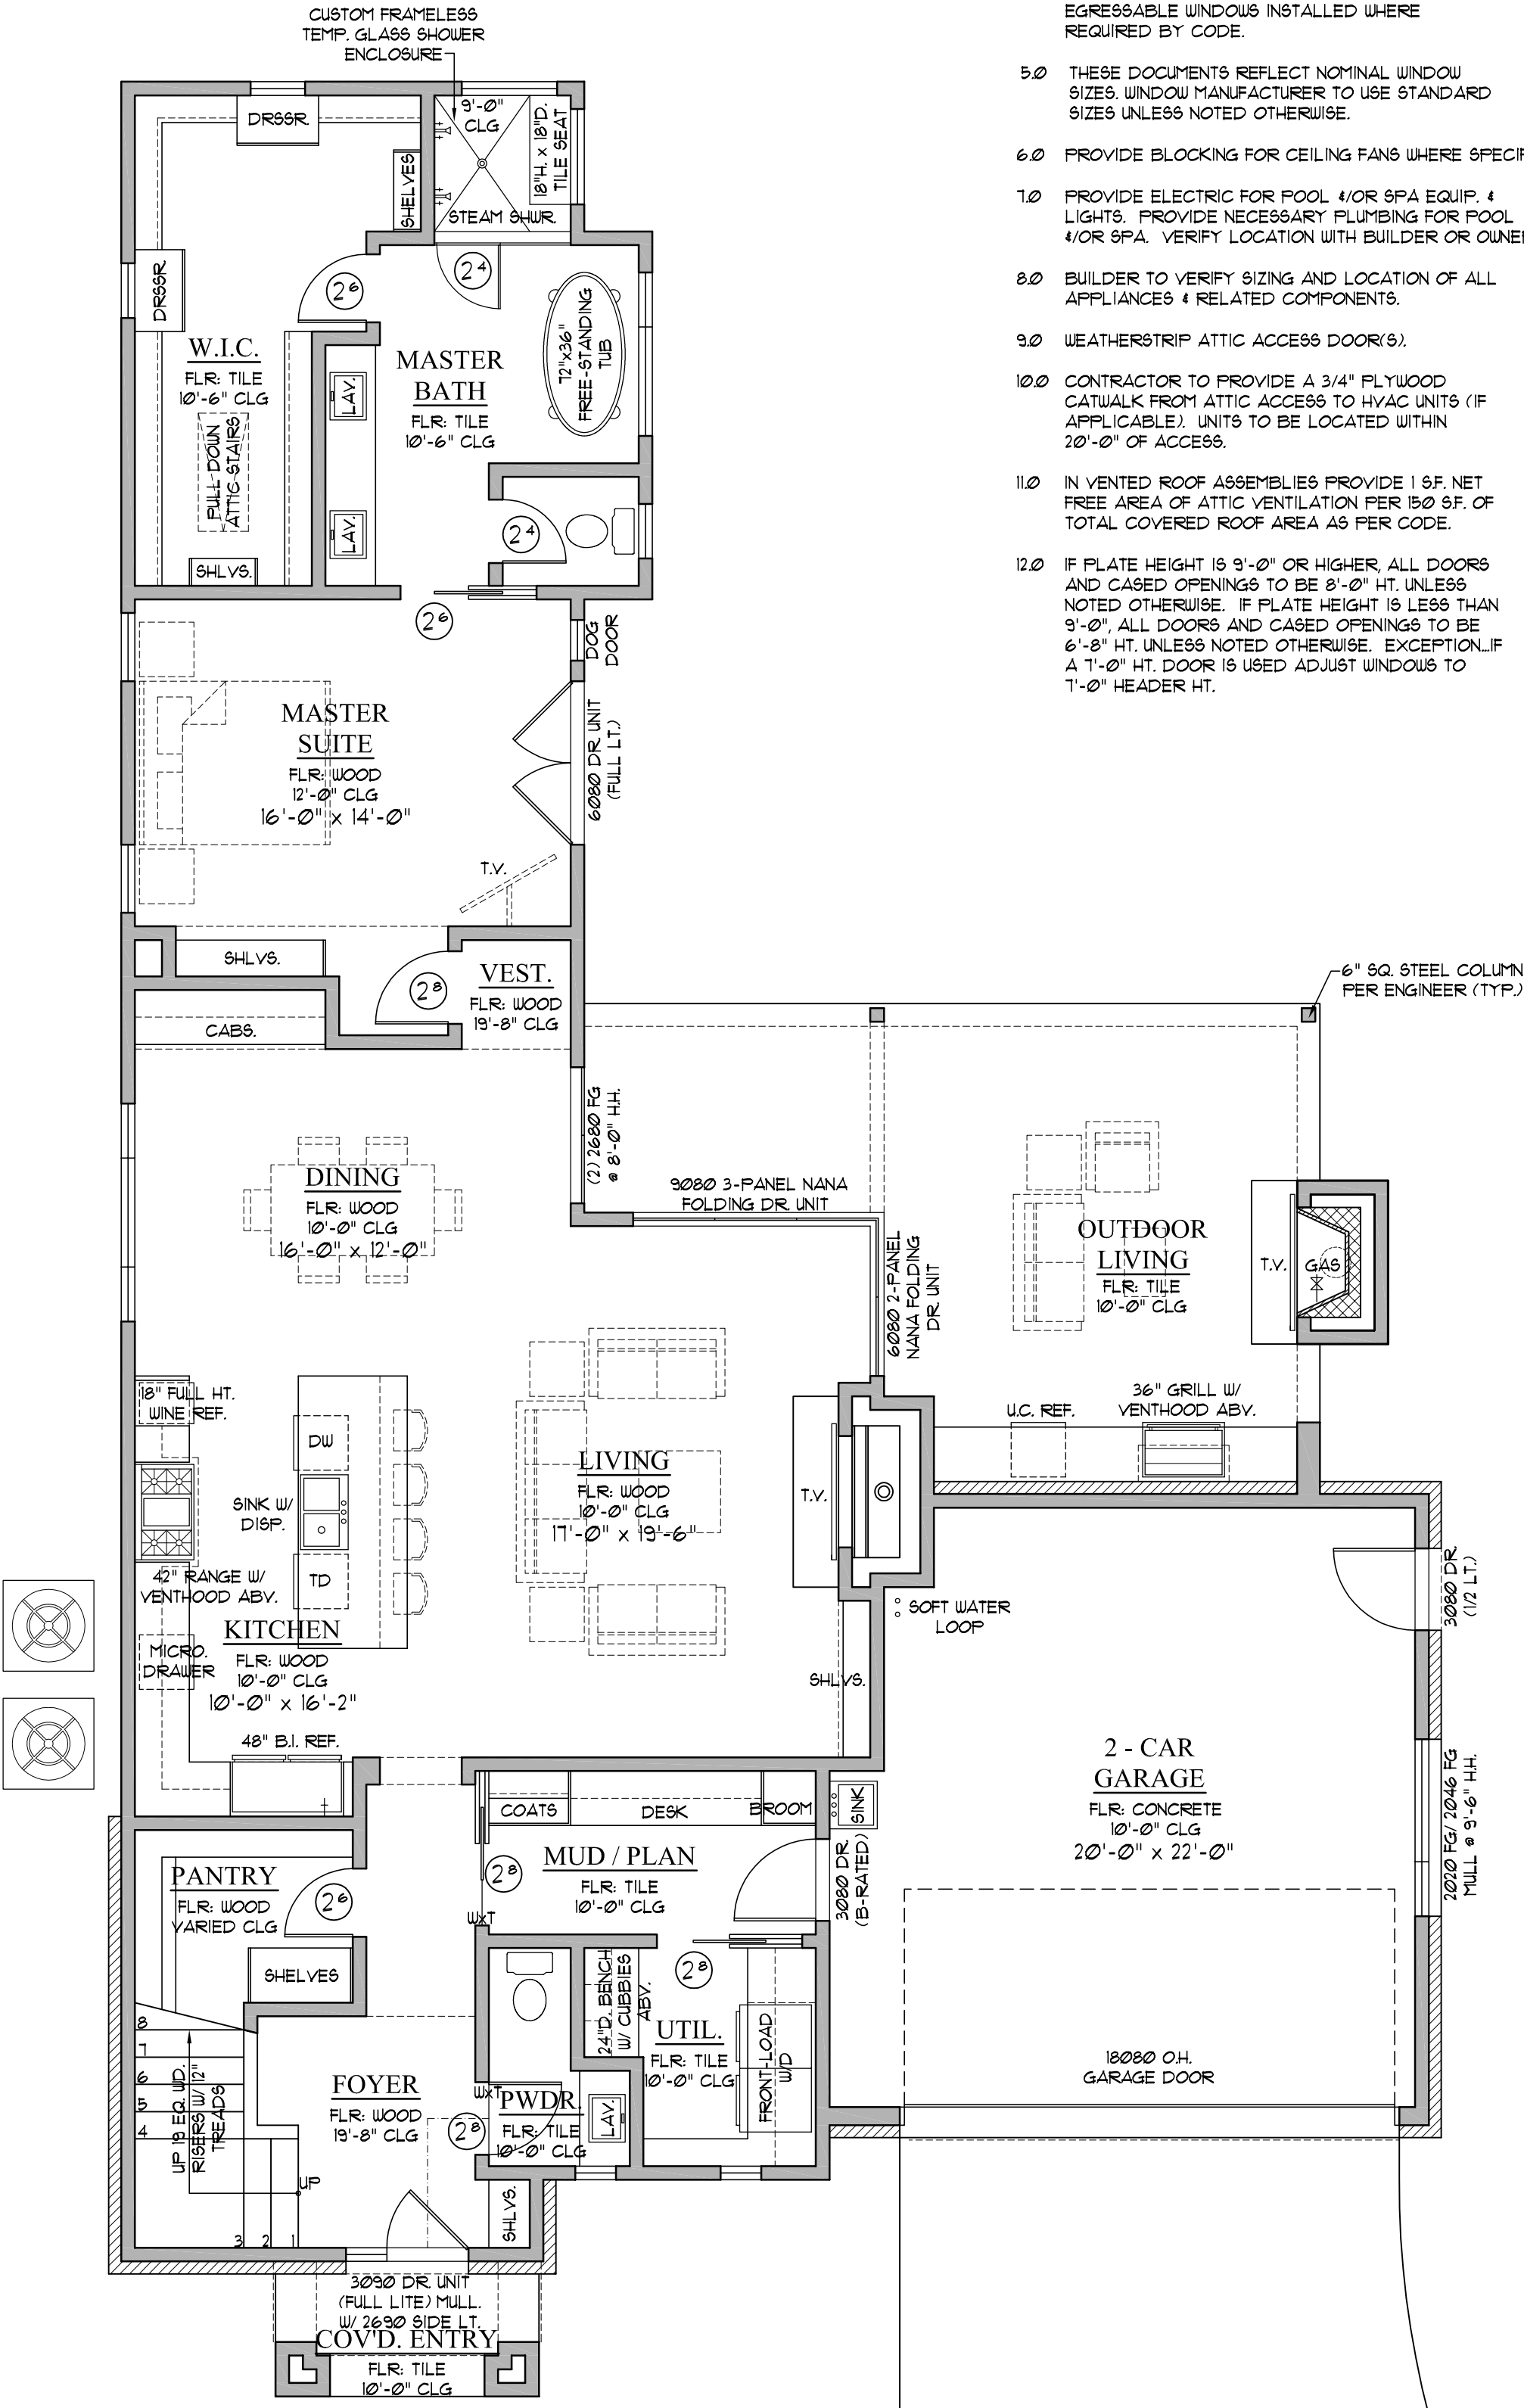 CUSTOM FRAMELESS
TEMP. GLASS SHOWER
ENCLOSURE
EGRESSABLE WINDOWS INSTALLED WHERE
REQUIRED BY CODE.
5.0 THESE DOCUMENTS REFLECT NOMINAL WINDOW
SIZES. WINDOW MANUFACTURER TO USE STANDARD
SIZES UNLESS NOTED OTHERWISE.
6.0 PROVIDE BLOCKING FOR CEILING FANS WHERE SPECIF
7.0 PROVIDE ELECTRIC FOR POOL &/OR SPA EQUIP. &
LIGHTS. PROVIDE NECESSARY PLUMBING FOR POOL
&/OR SPA. VERIFY LOCATION WITH BUILDER OR OWNE
8.0 BUILDER TO VERIFY SIZING AND LOCATION OF ALL
APPLIANCES & RELATED COMPONENTS.
9.0 WEATHERSTRIP ATTIC ACCESS DOOR(S).
10.0 CONTRACTOR TO PROVIDE A 3/4" PLYWOOD
CATWALK FROM ATTIC ACCESS TO HVAC UNITS (IF
APPLICABLE). UNITS TO BE LOCATED WITHIN
20'-0" OF ACCESS.
11.0 IN VENTED ROOF ASSEMBLIES PROVIDE 1 S.F. NET
FREE AREA OF ATTIC VENTILATION PER 150 S.F. OF
TOTAL COVERED ROOF AREA AS PER CODE.
12.0 IF PLATE HEIGHT IS 9'-0" OR HIGHER, ALL DOORS
AND CASED OPENINGS TO BE 8'-0" HT. UNLESS
NOTED OTHERWISE. IF PLATE HEIGHT IS LESS THAN
9'-0", ALL DOORS AND CASED OPENINGS TO BE
6'-8" HT. UNLESS NOTED OTHERWISE. EXCEPTION...IF
A 7'-0" HT. DOOR IS USED ADJUST WINDOWS TO
7'-0" HEADER HT.
DRSSR.
9'-0"
CLG
18"H. x 18"D.
TILE SEAT
SHELVES
STEAM SHWR.
DRSSR.
2⁶
2⁴
W.I.C.
FLR: TILE
10'-6" CLG
PULL DOWN
ATTIC STAIRS
SHLVS.
MASTER
BATH
FLR: TILE
10'-6" CLG
LAV.
LAV.
72"x36"
FREE-STANDING
TUB
2⁴
2⁶
DOG
DOOR
MASTER
SUITE
FLR: WOOD
12'-0" CLG
16'-0" x 14'-0"
6080 DR UNIT
(FULL LT.)
T.V.
SHLVS.
2⁸
VEST.
FLR: WOOD
19'-8" CLG
CABS.
6" SQ. STEEL COLUMN
PER ENGINEER (TYP.)
(2) 2680 FG
@ 8'-0" H.H.
DINING
FLR: WOOD
10'-0" CLG
16'-0" x 12'-0"
9080 3-PANEL NANA
FOLDING DR. UNIT
6080 2-PANEL
NANA FOLDING
DR. UNIT
OUTDOOR
LIVING
FLR: TILE
10'-0" CLG
T.V.
GAS
36" GRILL W/
VENTHOOD ABV.
U.C. REF.
18" FULL HT.
WINE REF.
DW
SINK W/
DISP.
TD
42" RANGE W/
VENTHOOD ABV.
KITCHEN
FLR: WOOD
10'-0" CLG
10'-0" x 16'-2"
MICRO.
DRAWER
48" B.I. REF.
LIVING
FLR: WOOD
10'-0" CLG
17'-0" x 19'-6"
T.V.
SOFT WATER
LOOP
SHLVS.
3080 DR.
(1/2 LT.)
2 - CAR
GARAGE
FLR: CONCRETE
10'-0" CLG
20'-0" x 22'-0"
2020 FG/ 2046 FG
MULL @ 9'-6" H.H.
18080 O.H.
GARAGE DOOR
COATS
DESK
BROOM
SINK
MUD / PLAN
FLR: TILE
10'-0" CLG
2⁸
WxT
3080 DR.
(B-RATED)
PANTRY
FLR: WOOD
VARIED CLG
2⁶
SHELVES
24"D. BENCH
W/ CUBBIES
ABV.
2⁸
UTIL.
FLR: TILE
10'-0" CLG
FRONT-LOAD
W/D
8
7
6
5
4
3
2
1
UP 19 EQ. WD.
RISERS W/ 12"
TREADS
UP
FOYER
FLR: WOOD
19'-8" CLG
WxT
2⁸
PWDR.
FLR: TILE
10'-0" CLG
LAV.
SHLVS.
3090 DR. UNIT
(FULL LITE) MULL.
W/ 2690 SIDE LT.
COV'D. ENTRY
FLR: TILE
10'-0" CLG